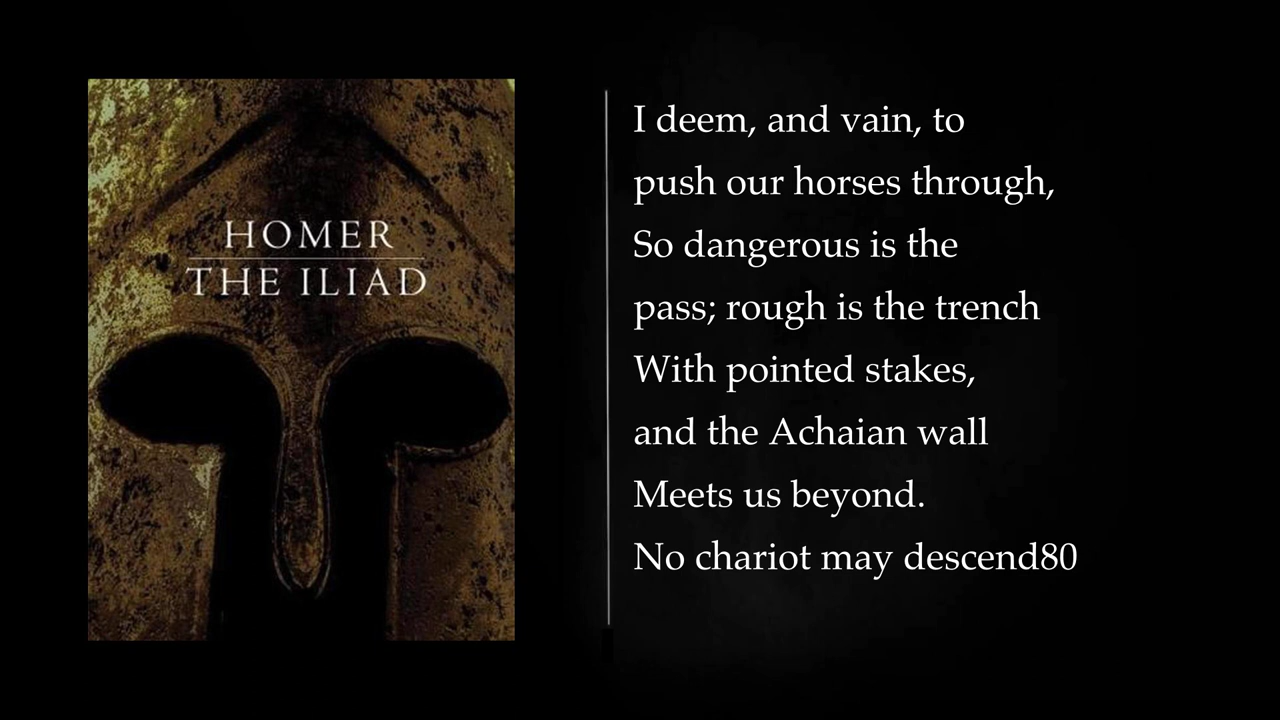 HOMER
THE ILIAD
I deem, and vain, to
push our horses through,
So dangerous is the
pass; rough is the trench
With pointed stakes,
and the Achaian wall
Meets us beyond.
No chariot may descend80